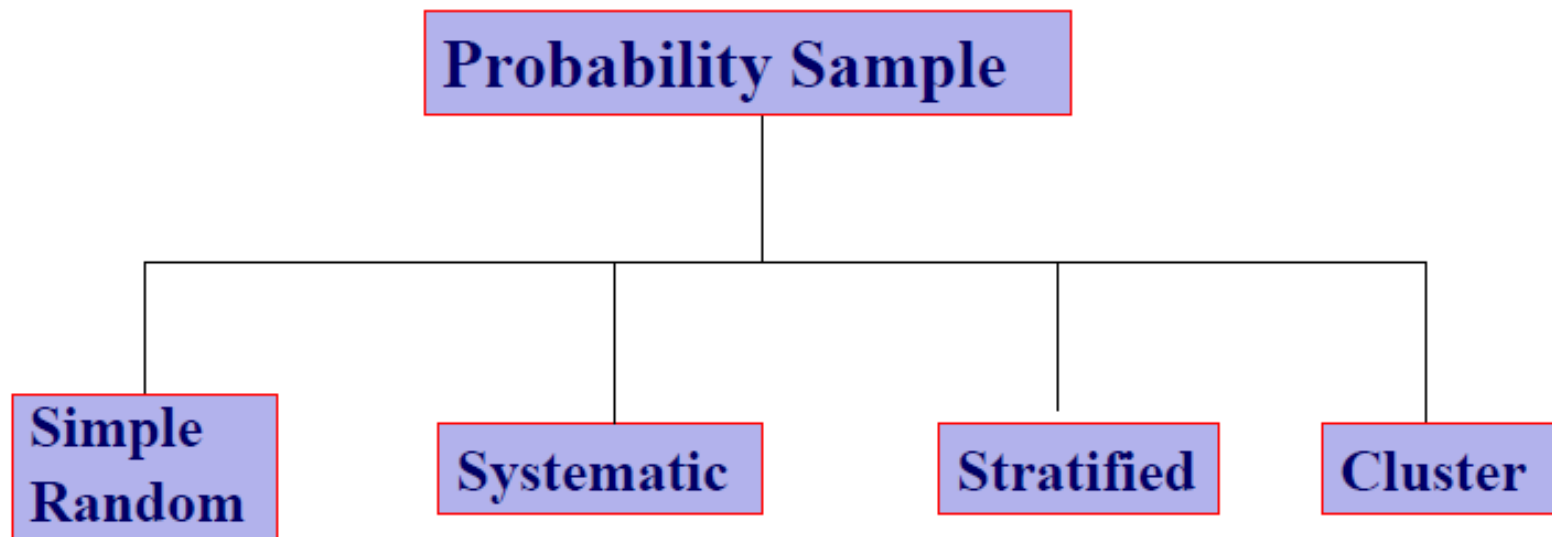 Probability Sample
Simple
Random
Systematic
Stratified
Cluster